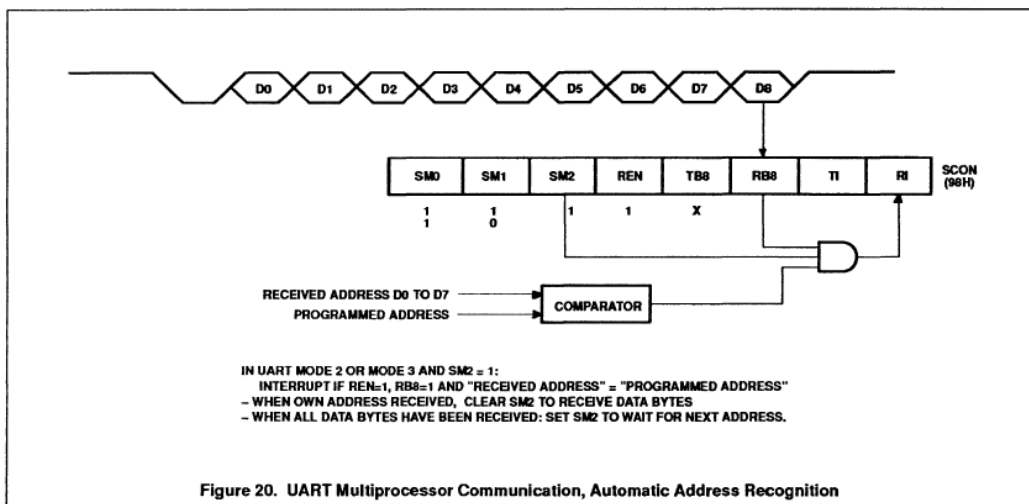 D0 D1 D2 D3 D4 D5 D6 D7 D8
SM0 SM1 SM2 REN TB8 RB8 TI RI
SCON
(98H)
1 1 1 1 X
1 0
RECEIVED ADDRESS D0 TO D7
PROGRAMMED ADDRESS
COMPARATOR
IN UART MODE 2 OR MODE 3 AND SM2 = 1:
INTERRUPT IF REN=1, RB8=1 AND "RECEIVED ADDRESS" = "PROGRAMMED ADDRESS"
– WHEN OWN ADDRESS RECEIVED, CLEAR SM2 TO RECEIVE DATA BYTES
– WHEN ALL DATA BYTES HAVE BEEN RECEIVED: SET SM2 TO WAIT FOR NEXT ADDRESS.
Figure 20. UART Multiprocessor Communication, Automatic Address Recognition